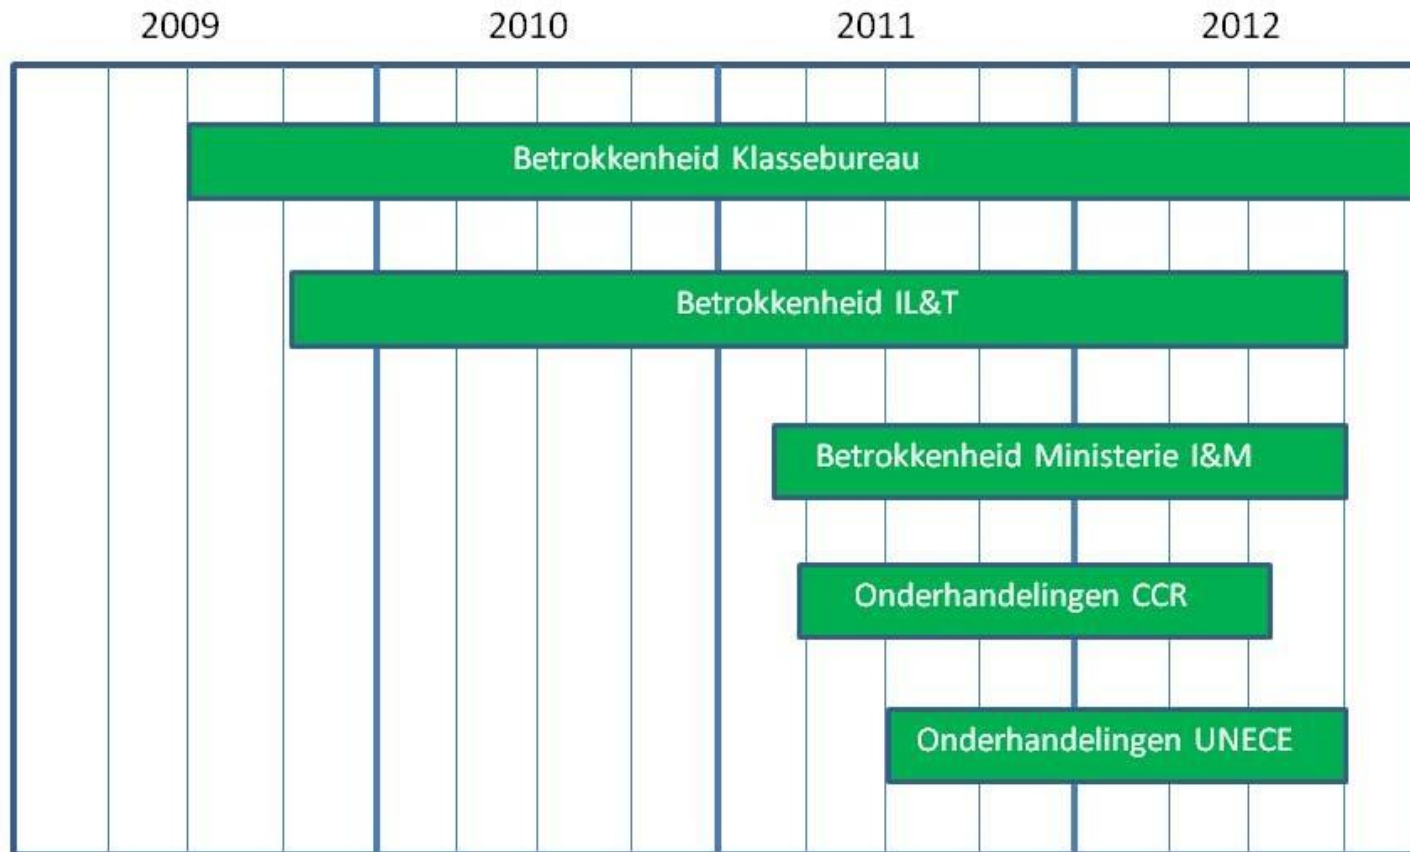 2009 2010 2011 2012
Betrokkenheid Klassebureau
Betrokkenheid IL&T
Betrokkenheid Ministerie I&M
Onderhandelingen CCR
Onderhandelingen UNECE